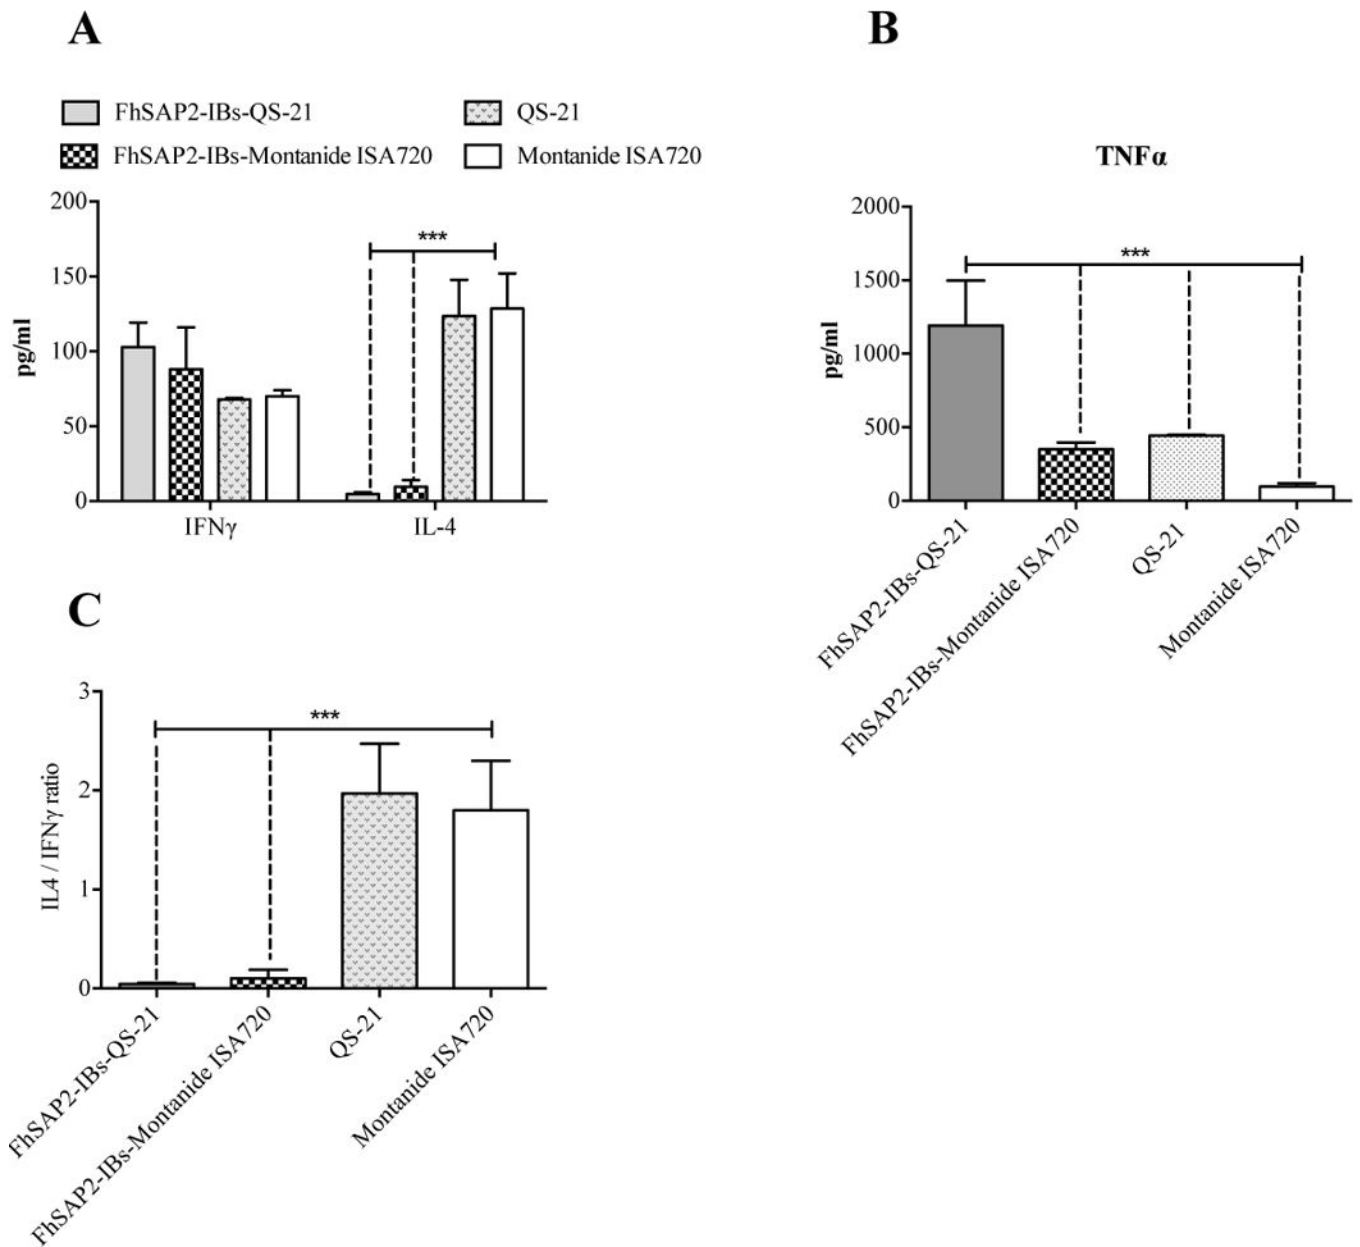 A
FhSAP2-IBs-QS-21
QS-21
FhSAP2-IBs-Montanide ISA720
Montanide ISA720
200
150
100
50
0
pg/ml
***
IFNγ
IL-4
B
TNFα
2000
1500
1000
500
0
pg/ml
***
FhSAP2-IBs-QS-21
FhSAP2-IBs-Montanide ISA720
QS-21
Montanide ISA720
C
3
2
1
0
IL4 / IFNγ ratio
***
FhSAP2-IBs-QS-21
FhSAP2-IBs-Montanide ISA720
QS-21
Montanide ISA720